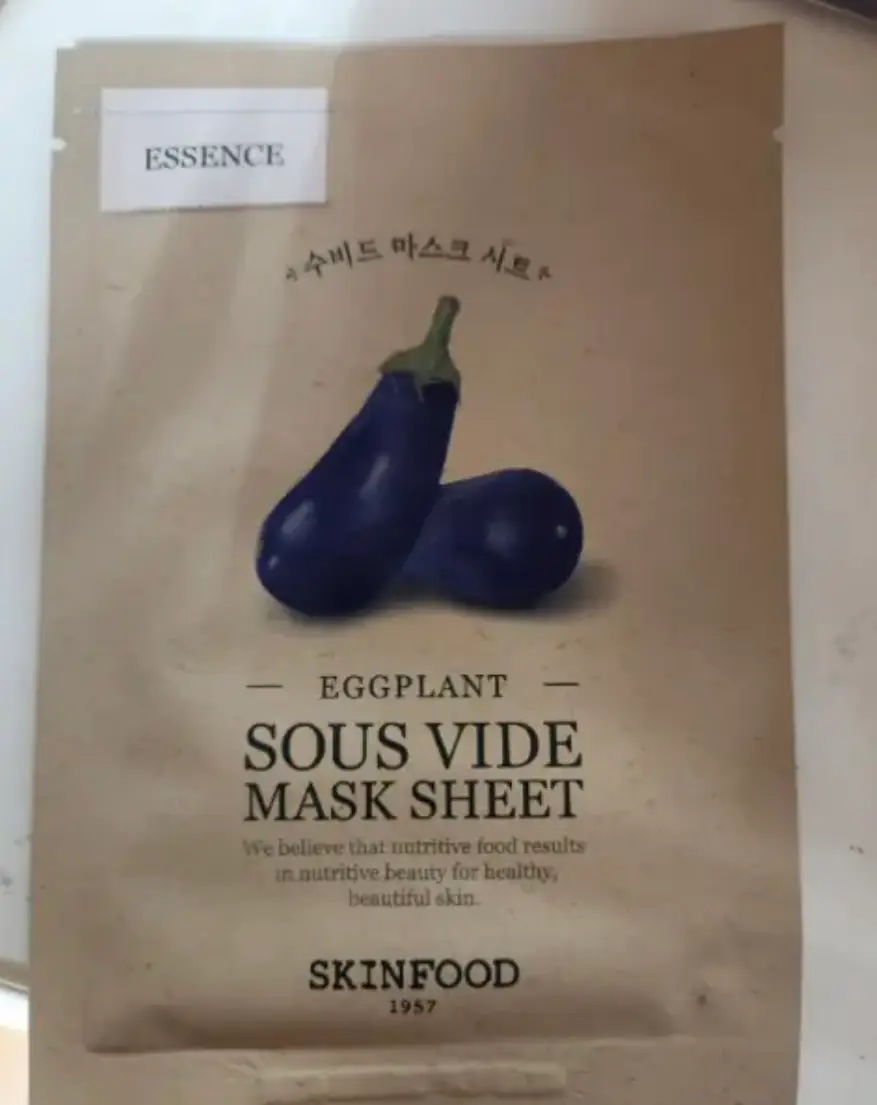 ESSENCE
수비드 마스크 시트
EGGPLANT
SOUS VIDE
MASK SHEET
We believe that nutritive food results
in nutritive beauty for healthy,
beautiful skin.
SKINFOOD
1957